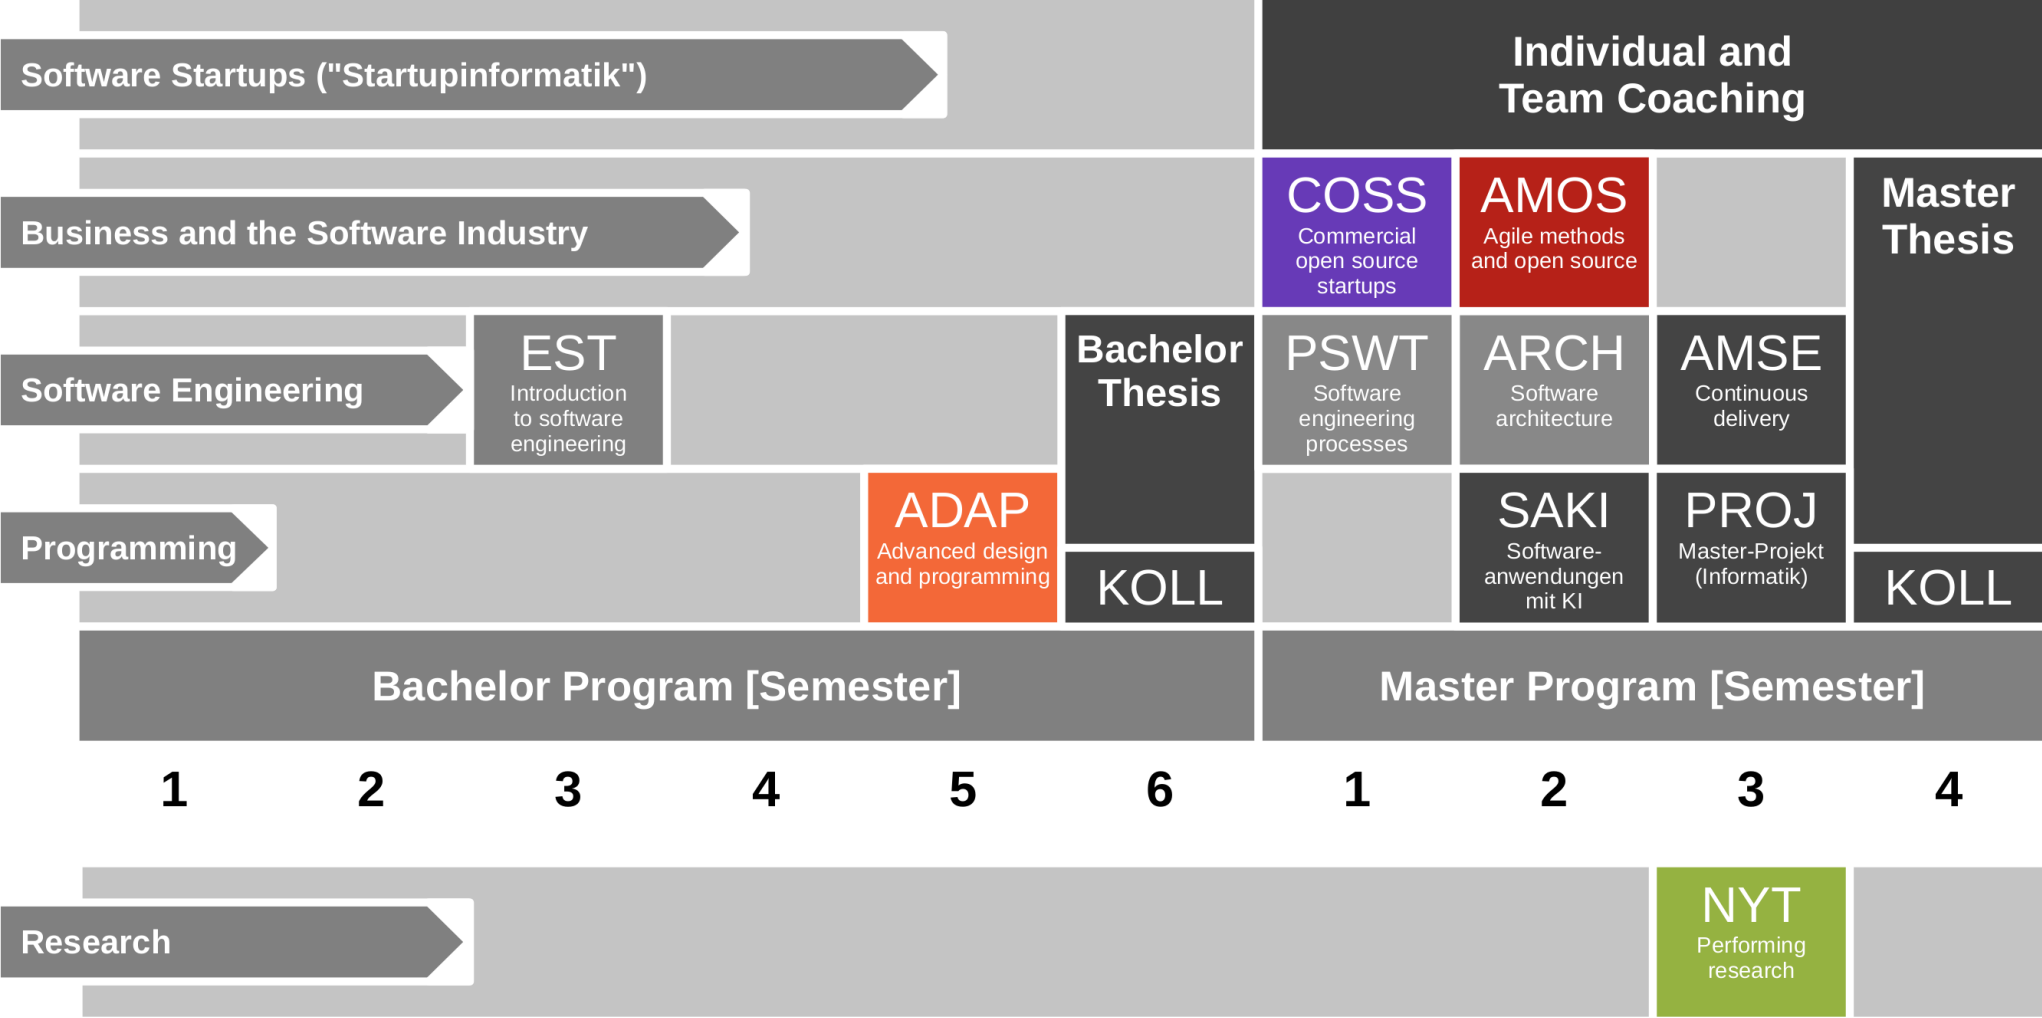 Software Startups ("Startupinformatik")
Individual and
Team Coaching
Business and the Software Industry
COSS
Commercial
open source
startups
AMOS
Agile methods
and open source
Master
Thesis
Software Engineering
EST
Introduction
to software
engineering
Bachelor
Thesis
PSWT
Software
engineering
processes
ARCH
Software
architecture
AMSE
Continuous
delivery
Programming
ADAP
Advanced design
and programming
KOLL
SAKI
Software-
anwendungen
mit KI
PROJ
Master-Projekt
(Informatik)
KOLL
Bachelor Program [Semester]
Master Program [Semester]
1 2 3 4 5 6 1 2 3 4
Research
NYT
Performing
research